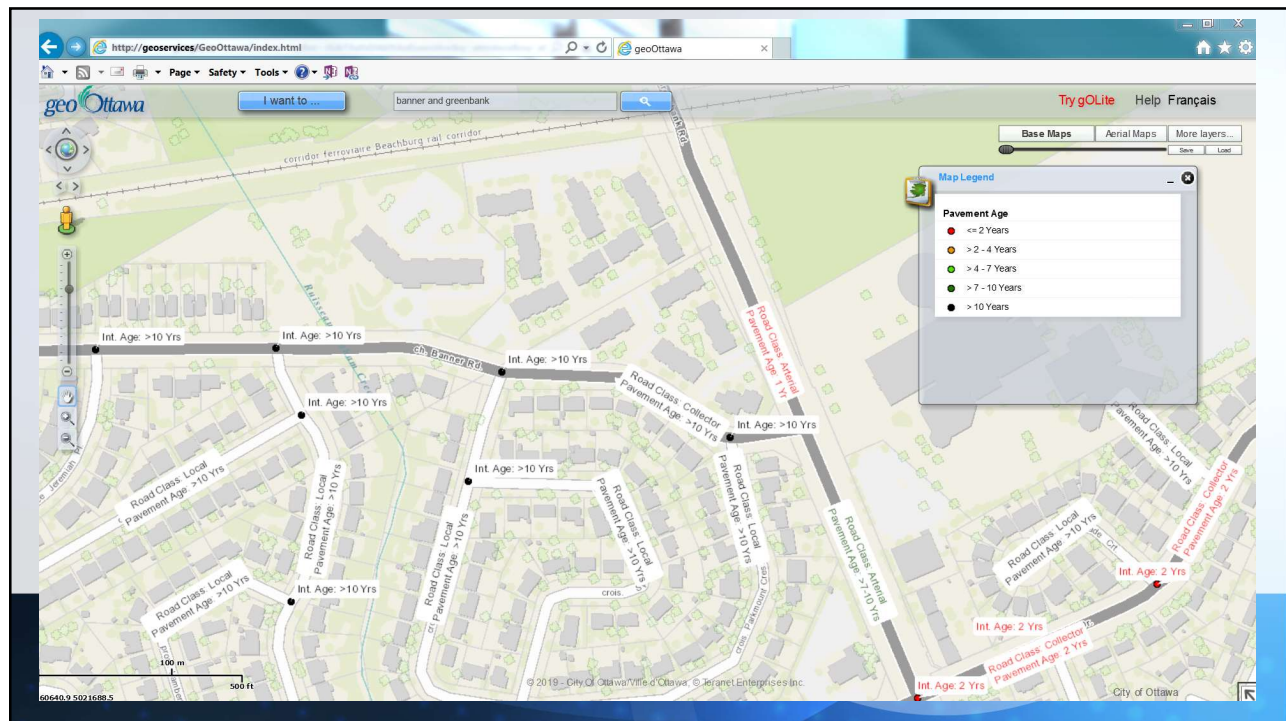 http://geoservices/GeoOttawa/index.html
geoOttawa
Page
Safety
Tools
geoOttawa
I want to ...
banner and greenbank
Try gOLite
Help
Français
Base Maps
Aerial Maps
More layers...
Save
Load
Map Legend
Pavement Age
<= 2 Years
> 2 - 4 Years
> 4 - 7 Years
> 7 - 10 Years
> 10 Years
corridor ferroviaire Beachburg rail corridor
Road Class: Arterial
Pavement Age: 1 Yr
Int. Age: >10 Yrs
Int. Age: >10 Yrs
ch. Banner Rd.
Int. Age: >10 Yrs
Road Class: Collector
Pavement Age: >10 Yrs
Int. Age: >10 Yrs
Int. Age: >10 Yrs
Int. Age: >10 Yrs
Road Class: Local
Pavement Age: >10 Yrs
Road Class: Local
Pavement Age: >10 Yrs
Road Class: Local
Pavement Age: >10 Yrs
Road Class: Local
Pavement Age: >10 Yrs
Road Class: Local
Pavement Age: >10 Yrs
Road Class: Arterial
Pavement Age: >7-10 Yrs
Road Class: Local
Pavement Age: >10 Yrs
Road Class: Local
Pavement Age: >10 Yrs
Road Class: Collector
Pavement Age: 2 Yrs
Int. Age: 2 Yrs
Int. Age: >10 Yrs
Road Class: Local
Pavement Age: >10 Yrs
crois.
crois. Parkmount Cres
Int. Age: 2 Yrs
Road Class: Collector
Pavement Age: 2 Yrs
Int. Age: 2 Yrs
100 m
500 ft
60640.9 5021688.5
© 2019 - City Of Ottawa/Ville d'Ottawa; © Teranet Enterprises Inc.
City of Ottawa